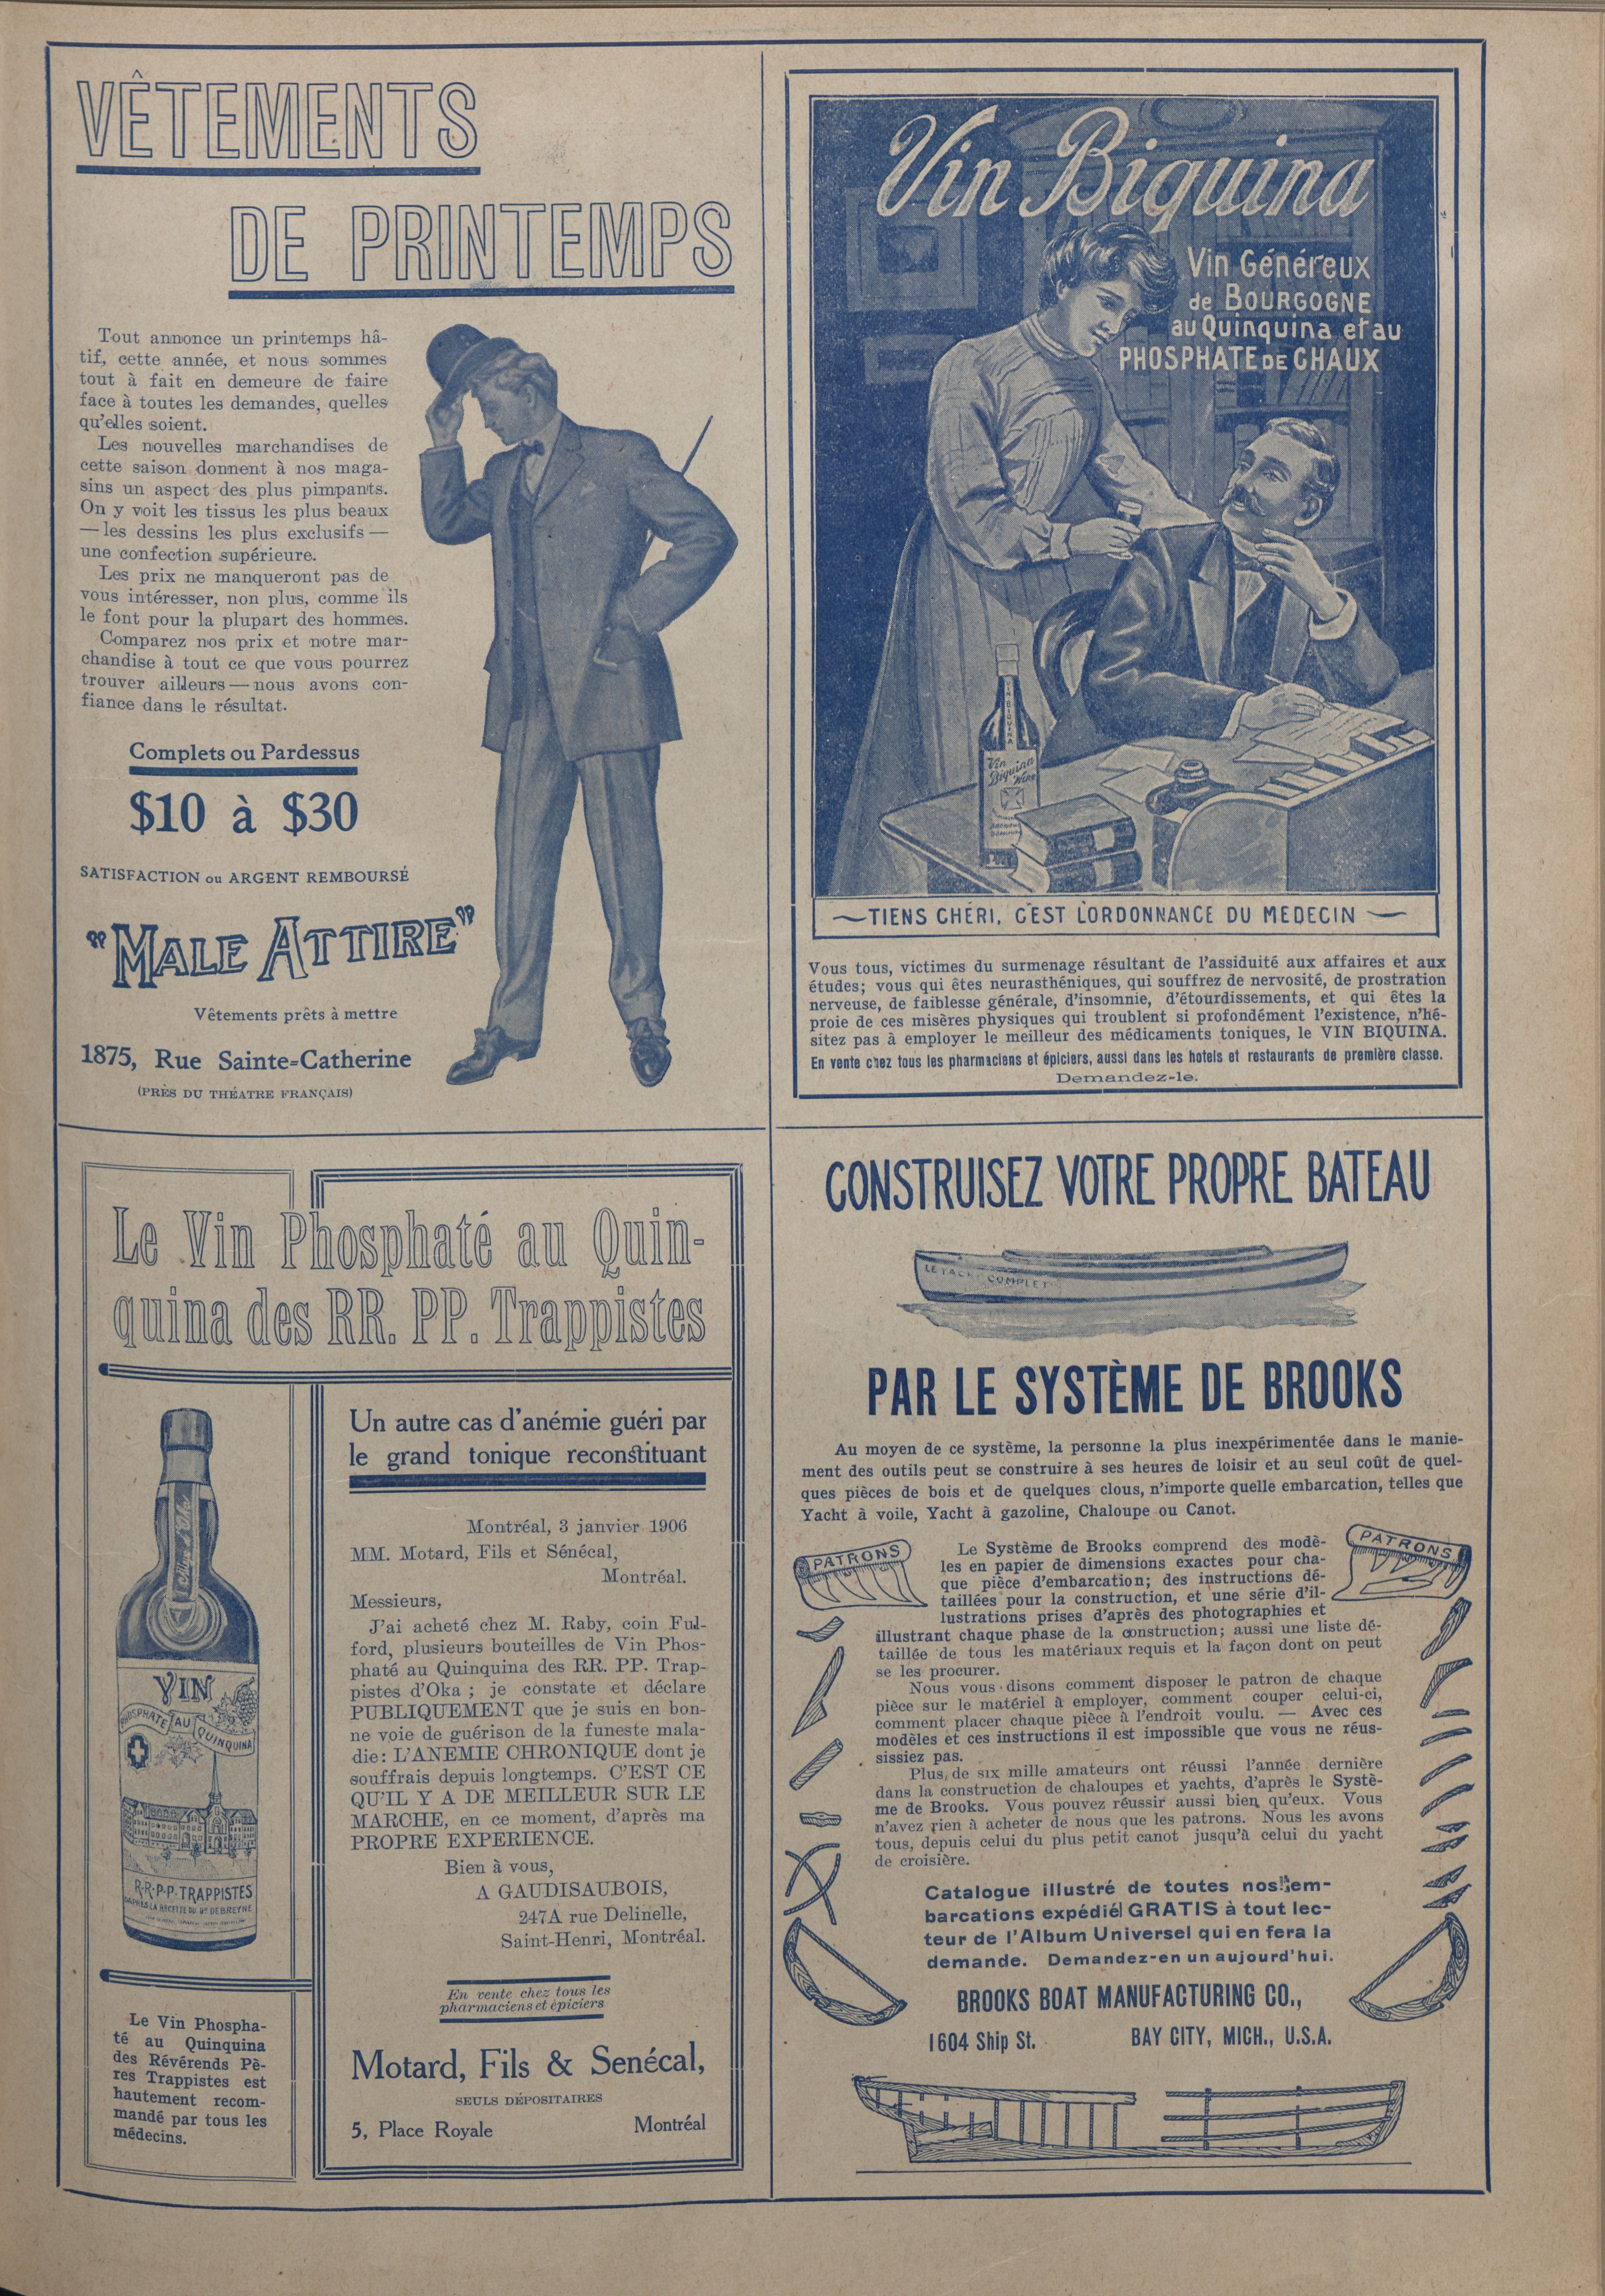 VÊTEMENTS
DE PRINTEMPS
Tout annonce un printemps hâ-
tif, cette année, et nous sommes
tout à fait en demeure de faire
face à toutes les demandes, quelles
qu'elles soient.
Les nouvelles marchandises de
cette saison donnent à nos maga-
sins un aspect des plus pimpants.
On y voit les tissus les plus beaux
— les dessins les plus exclusifs —
une confection supérieure.
Les prix ne manqueront pas de
vous intéresser, non plus, comme ils
le font pour la plupart des hommes.
Comparez nos prix et notre mar-
chandise à tout ce que vous pourrez
trouver ailleurs — nous avons con-
fiance dans le résultat.
Complets ou Pardessus
$10 à $30
SATISFACTION ou ARGENT REMBOURSÉ
"MALE ATTIRE"
Vêtements prêts à mettre
1875, Rue Sainte-Catherine
(PRÈS DU THÉATRE FRANÇAIS)
Vin Biquina
Vin Généreux
de BOURGOGNE
au Quinquina et au
PHOSPHATE DE CHAUX
VIN BIQUINA
Vin
Biquina
Wine
—TIENS CHÉRI, C'EST L'ORDONNANCE DU MEDECIN—
Vous tous, victimes du surmenage résultant de l'assiduité aux affaires et aux
études; vous qui êtes neurasthéniques, qui souffrez de nervosité, de prostration
nerveuse, de faiblesse générale, d'insomnie, d'étourdissements, et qui êtes la
proie de ces misères physiques qui troublent si profondément l'existence, n'hé-
sitez pas à employer le meilleur des médicaments toniques, le VIN BIQUINA.
En vente chez tous les pharmaciens et épiciers, aussi dans les hotels et restaurants de première classe.
Demandez-le.
Le Vin Phosphaté au Quin-
quina des RR. PP. Trappistes
VIN
PHOSPHATE AU QUINQUINA
R.R.P.P. TRAPPISTES
D'APRÈS LA RECETTE DU Dr DEBREYNE
Le Vin Phospha-
té au Quinquina
des Révérends Pè-
res Trappistes est
hautement recom-
mandé par tous les
médecins.
Un autre cas d'anémie guéri par
le grand tonique reconstituant
Montréal, 3 janvier 1906
MM. Motard, Fils et Sénécal,
Montréal.
Messieurs,
J'ai acheté chez M. Raby, coin Ful-
ford, plusieurs bouteilles de Vin Phos-
phaté au Quinquina des RR. PP. Trap-
pistes d'Oka ; je constate et déclare
PUBLIQUEMENT que je suis en bon-
ne voie de guérison de la funeste mala-
die: L'ANEMIE CHRONIQUE dont je
souffrais depuis longtemps. C'EST CE
QU'IL Y A DE MEILLEUR SUR LE
MARCHE, en ce moment, d'après ma
PROPRE EXPERIENCE.
Bien à vous,
A GAUDISAUBOIS,
247A rue Delinelle,
Saint-Henri, Montréal.
En vente chez tous les
pharmaciens et épiciers
Motard, Fils & Senécal,
SEULS DÉPOSITAIRES
5, Place Royale Montréal
CONSTRUISEZ VOTRE PROPRE BATEAU
LE YACHT COMPLET
PAR LE SYSTÈME DE BROOKS
Au moyen de ce système, la personne la plus inexpérimentée dans le manie-
ment des outils peut se construire à ses heures de loisir et au seul coût de quel-
ques pièces de bois et de quelques clous, n'importe quelle embarcation, telles que
Yacht à voile, Yacht à gazoline, Chaloupe ou Canot.
PATRONS
PATRONS
Le Système de Brooks comprend des modè-
les en papier de dimensions exactes pour cha-
que pièce d'embarcation; des instructions dé-
taillées pour la construction, et une série d'il-
lustrations prises d'après des photographies et
illustrant chaque phase de la construction; aussi une liste dé-
taillée de tous les matériaux requis et la façon dont on peut
se les procurer.
Nous vous disons comment disposer le patron de chaque
pièce sur le matériel à employer, comment couper celui-ci,
comment placer chaque pièce à l'endroit voulu. — Avec ces
modèles et ces instructions il est impossible que vous ne réus-
sissiez pas.
Plus de six mille amateurs ont réussi l'année dernière
dans la construction de chaloupes et yachts, d'après le Systè-
me de Brooks. Vous pouvez réussir aussi bien qu'eux. Vous
n'avez rien à acheter de nous que les patrons. Nous les avons
tous, depuis celui du plus petit canot jusqu'à celui du yacht
de croisière.
Catalogue illustré de toutes nos em-
barcations expédié GRATIS à tout lec-
teur de l'Album Universel qui en fera la
demande. Demandez-en un aujourd'hui.
BROOKS BOAT MANUFACTURING CO.,
1604 Ship St. BAY CITY, MICH., U.S.A.